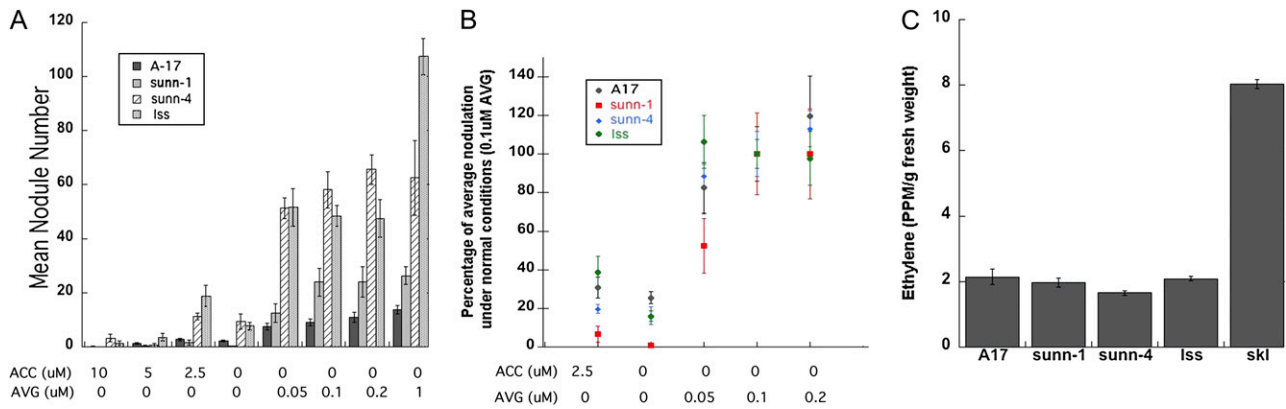 A
Mean Nodule Number
120
100
80
60
40
20
0
A-17
sunn-1
sunn-4
lss
ACC (uM) 10 5 2.5 0 0 0 0 0
AVG (uM) 0 0 0 0 0.05 0.1 0.2 1
B
Percentage of average nodulation
under normal conditions (0.1uM AVG)
140
120
100
80
60
40
20
0
A17
sunn-1
sunn-4
lss
ACC (uM) 2.5 0 0 0 0
AVG (uM) 0 0 0.05 0.1 0.2
C
Ethylene (PPM/g fresh weight)
10
8
6
4
2
0
A17 sunn-1 sunn-4 lss skl